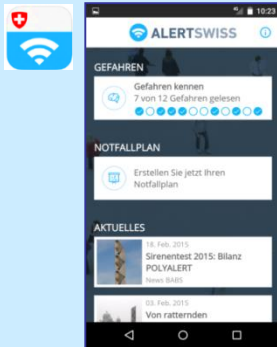 10:23
ALERTSWISS
GEFAHREN
Gefahren kennen
7 von 12 Gefahren gelesen
NOTFALLPLAN
Erstellen Sie jetzt Ihren
Notfallplan
AKTUELLES
18. Feb. 2015
Sirenentest 2015: Bilanz
POLYALERT
News BABS
03. Feb. 2015
Von ratternden